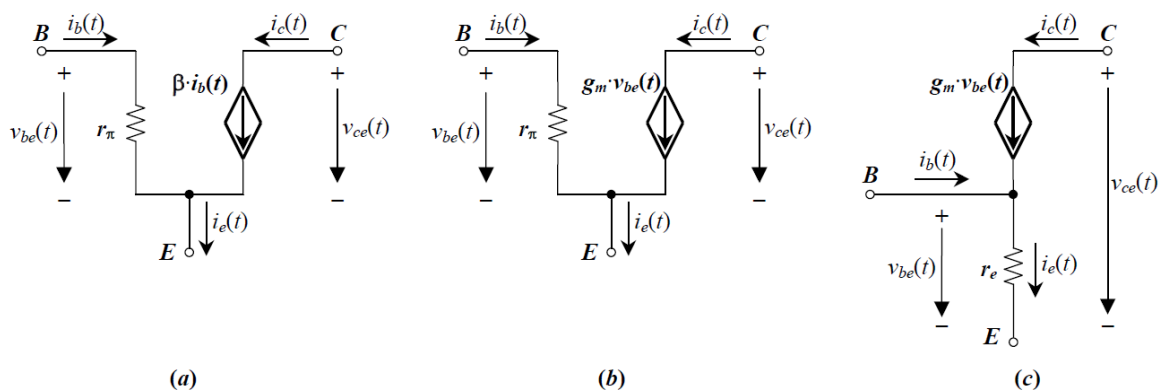 B i_b(t) i_c(t) C
+ β·i_b(t) +
v_be(t) r_π v_ce(t)
− −
i_e(t)
E
(a)
B i_b(t) i_c(t) C
+ g_m·v_be(t) +
v_be(t) r_π v_ce(t)
− −
i_e(t)
E
(b)
i_c(t) C
g_m·v_be(t) +
i_b(t)
B v_ce(t)
+
v_be(t) r_e i_e(t)
− −
E
(c)